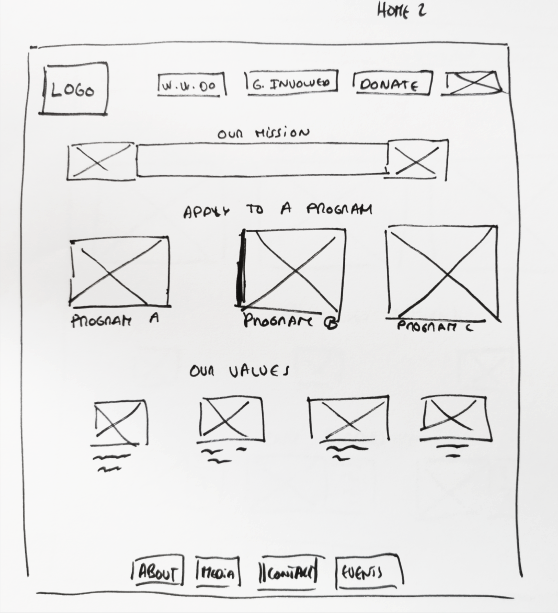 HOME 2
LOGO
W.W.DO
G. INVOLVED
DONATE
OUR MISSION
APPLY TO A PROGRAM
PROGRAM A
PROGRAM B
PROGRAM C
OUR VALUES
ABOUT
MEDIA
CONTACT
EVENTS